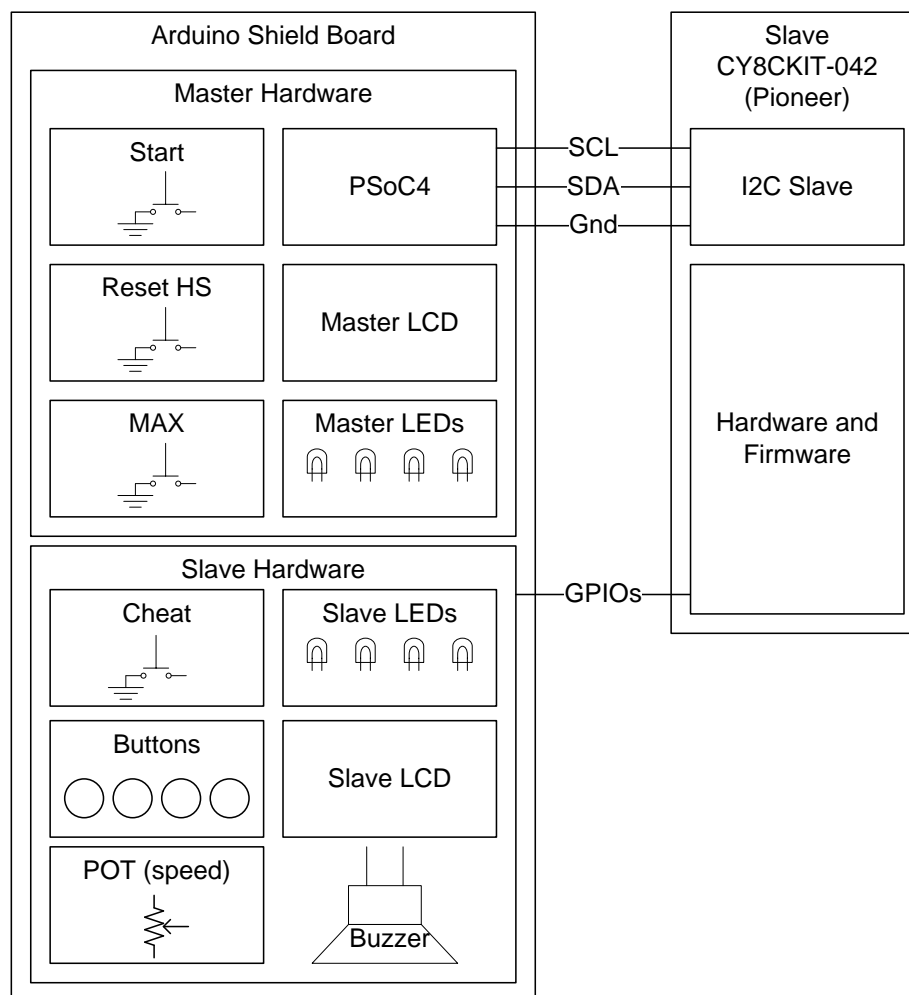 Arduino Shield Board
Master Hardware
Start
PSoC4
Reset HS
Master LCD
MAX
Master LEDs
Slave Hardware
Cheat
Slave LEDs
Buttons
Slave LCD
POT (speed)
Buzzer
SCL
SDA
Gnd
GPIOs
Slave
CY8CKIT-042
(Pioneer)
I2C Slave
Hardware and
Firmware